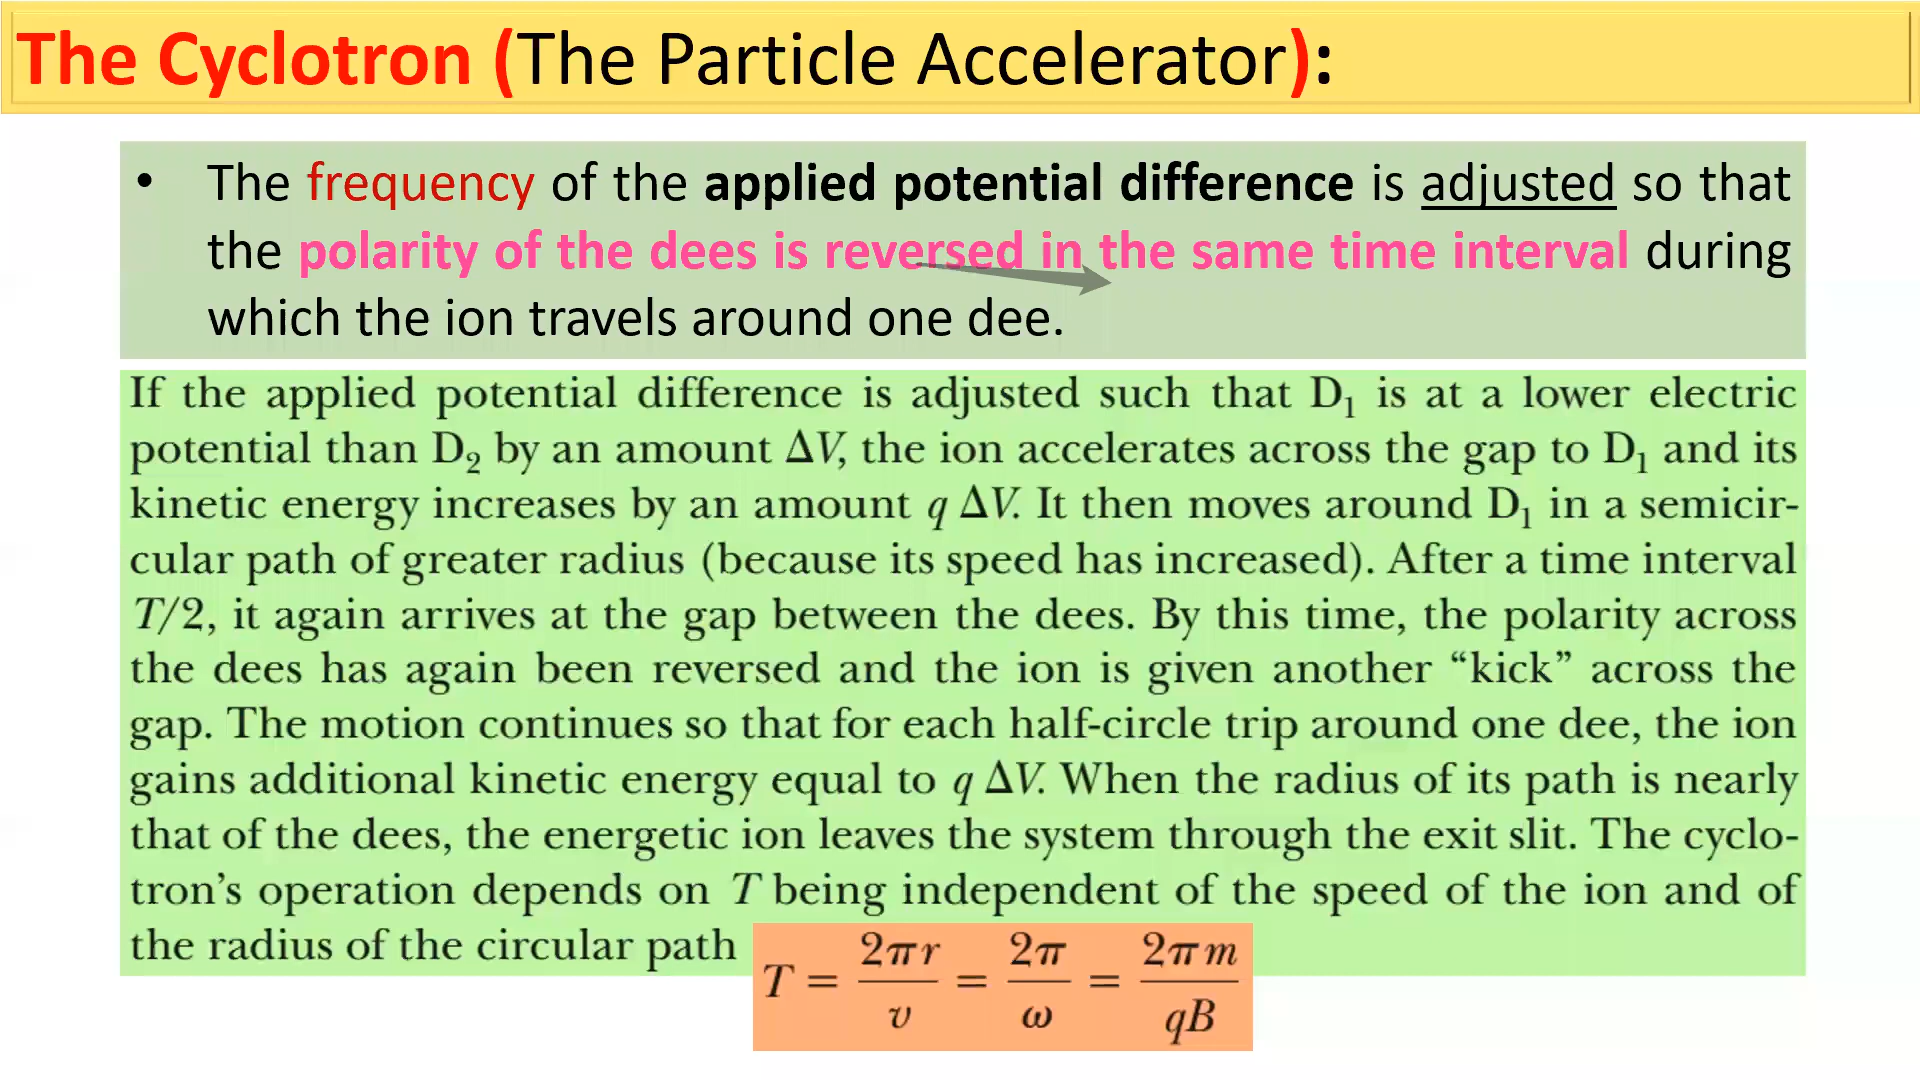 The Cyclotron (The Particle Accelerator):
• The frequency of the applied potential difference is adjusted so that
the polarity of the dees is reversed in the same time interval during
which the ion travels around one dee.
If the applied potential difference is adjusted such that D₁ is at a lower electric
potential than D₂ by an amount ΔV, the ion accelerates across the gap to D₁ and its
kinetic energy increases by an amount q ΔV. It then moves around D₁ in a semicir-
cular path of greater radius (because its speed has increased). After a time interval
T/2, it again arrives at the gap between the dees. By this time, the polarity across
the dees has again been reversed and the ion is given another “kick” across the
gap. The motion continues so that for each half-circle trip around one dee, the ion
gains additional kinetic energy equal to q ΔV. When the radius of its path is nearly
that of the dees, the energetic ion leaves the system through the exit slit. The cyclo-
tron’s operation depends on T being independent of the speed of the ion and of
the radius of the circular path
T = 2πr/v = 2π/ω = 2πm/qB